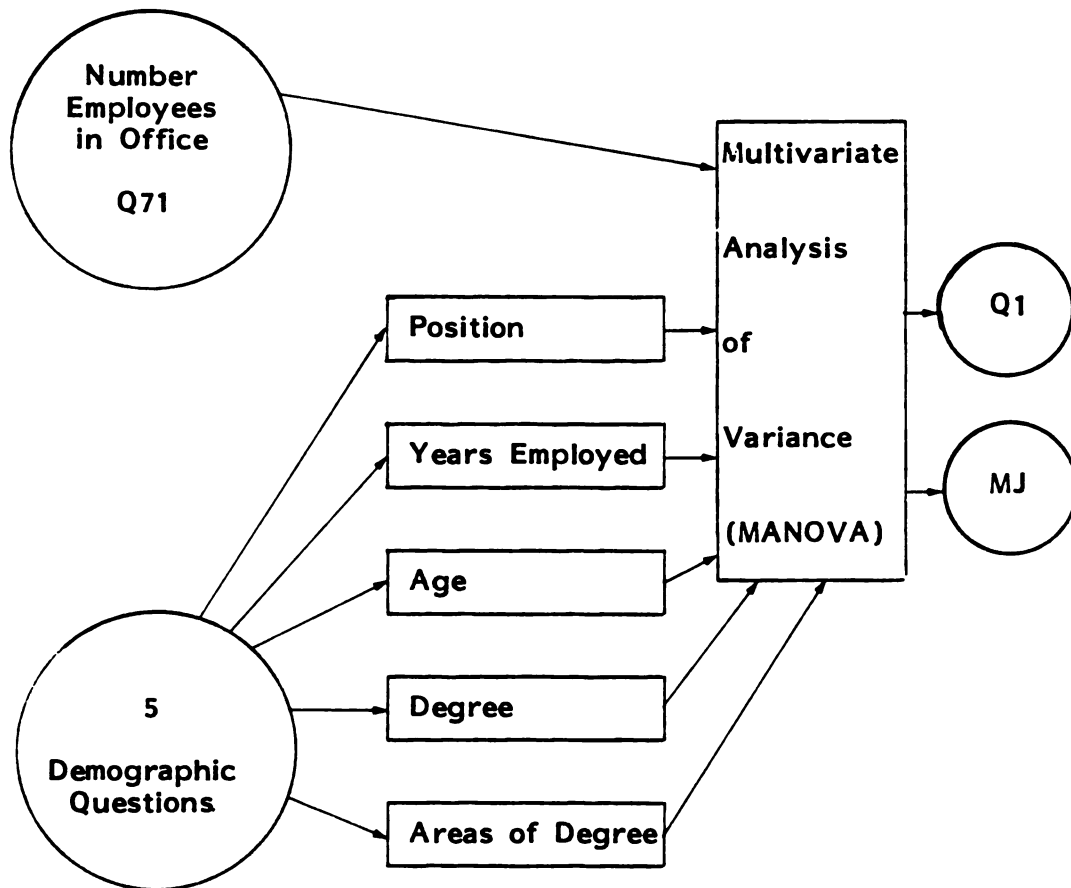 Number
Employees
in Office
Q71
Multivariate
Analysis
of
Variance
(MANOVA)
Q1
MJ
Position
Years Employed
Age
Degree
Areas of Degree
5
Demographic
Questions